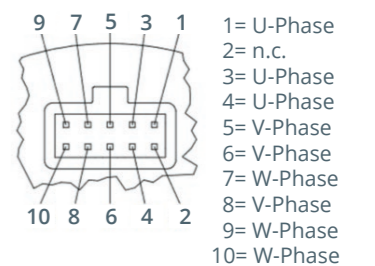 9 7 5 3 1
10 8 6 4 2
1= U-Phase
2= n.c.
3= U-Phase
4= U-Phase
5= V-Phase
6= V-Phase
7= W-Phase
8= V-Phase
9= W-Phase
10= W-Phase